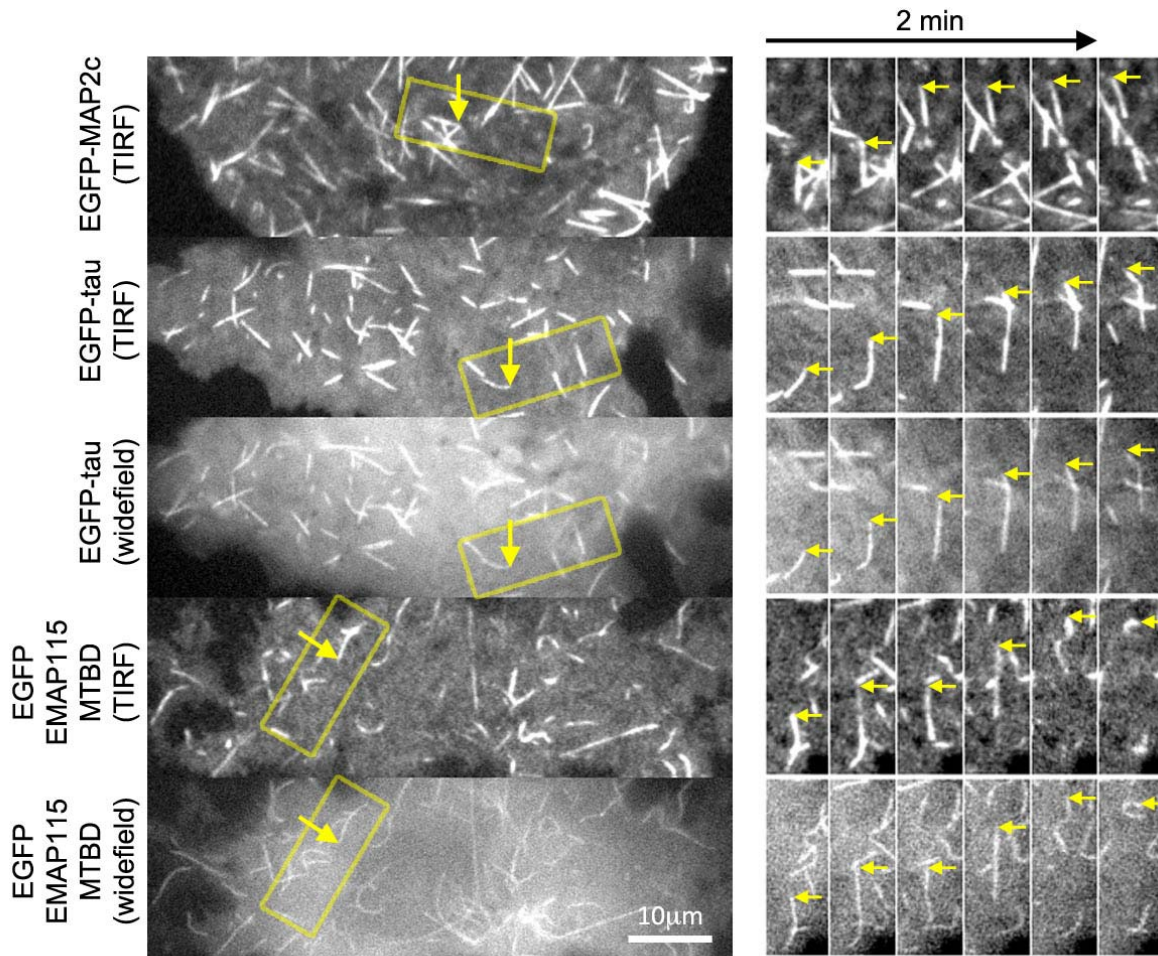 2 min
EGFP-MAP2c
(TIRF)
EGFP-tau
(TIRF)
EGFP-tau
(widefield)
EGFP
EMAP115
MTBD
(TIRF)
EGFP
EMAP115
MTBD
(widefield)
10μm